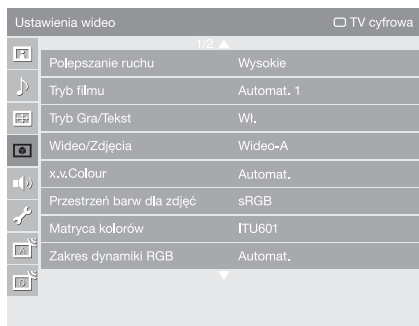 Ustawienia wideo TV cyfrowa
1/2
Polepszanie ruchu Wysokie
Tryb filmu Automat. 1
Tryb Gra/Tekst Wł.
Wideo/Zdjęcia Wideo-A
x.v.Colour Automat.
Przestrzeń barw dla zdjęć sRGB
Matryca kolorów ITU601
Zakres dynamiki RGB Automat.
A
D